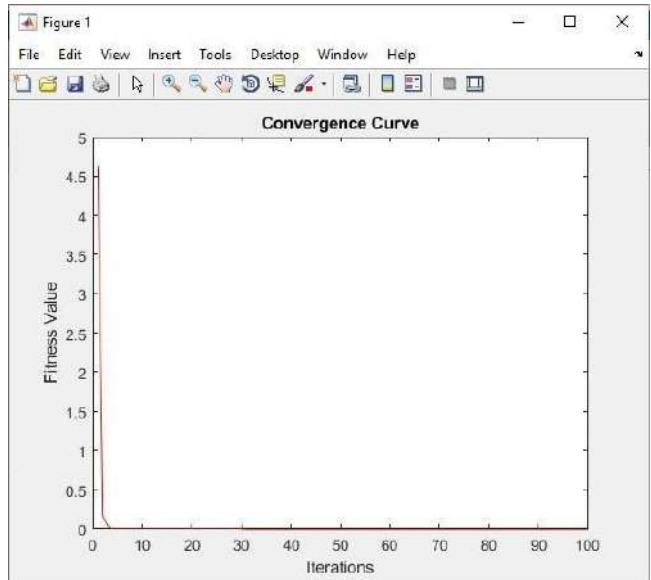 Figure 1
File Edit View Insert Tools Desktop Window Help
Convergence Curve
5
4.5
4
3.5
3
2.5
2
1.5
1
0.5
0
Fitness Value
0 10 20 30 40 50 60 70 80 90 100
Iterations